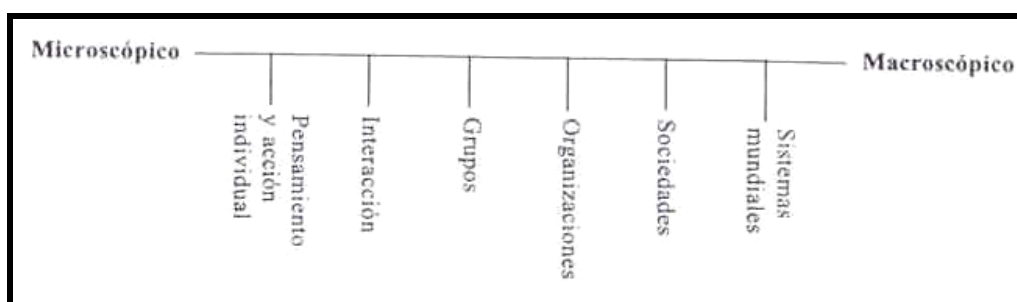 Microscópico
Macroscópico
Pensamiento
y acción
individual
Interacción
Grupos
Organizaciones
Sociedades
Sistemas
mundiales